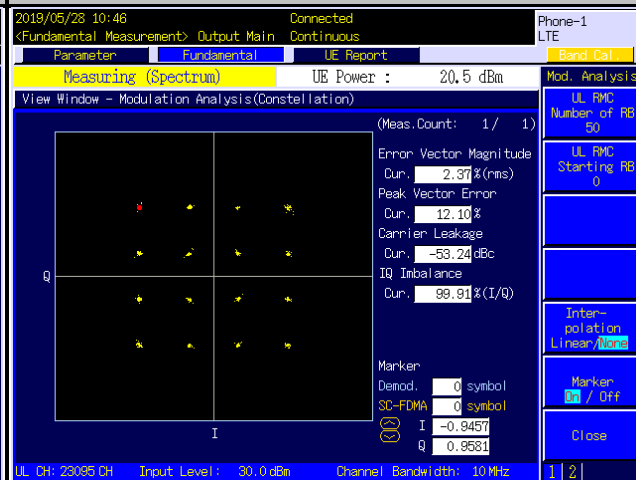 2019/05/28 10:46 Connected Phone-1
<Fundamental Measurement> Output Main Continuous LTE
Parameter Fundamental UE Report Band Cal.
Measuring (Spectrum) UE Power : 20.5 dBm Mod. Analysis
View Window - Modulation Analysis(Constellation)
UL RMC
Number of RB
50
(Meas.Count: 1/ 1)
Error Vector Magnitude
Cur. 2.37 %(rms)
Peak Vector Error
Cur. 12.10 %
Carrier Leakage
Cur. -53.24 dBc
IQ Imbalance
Cur. 99.91 %(I/Q)
UL RMC
Starting RB
0
Q
I
Inter-
polation
Linear/None
Marker
Demod. 0 symbol
SC-FDMA 0 symbol
I -0.9457
Q 0.9581
Marker
On / Off
Close
UL CH: 23095 CH Input Level: 30.0 dBm Channel Bandwidth: 10 MHz 1 2